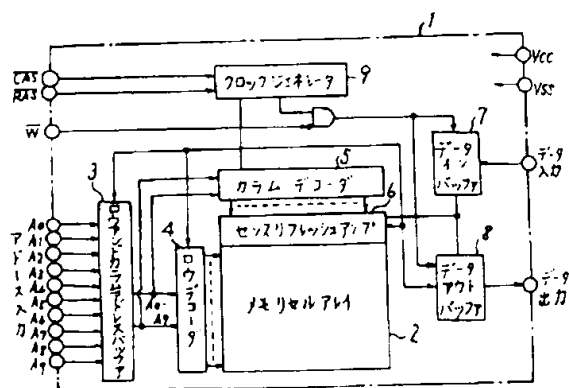 1
CAS
RAS
W
クロックジェネレータ
9
VCC
VSS
7
データインバッファ
データ入力
3
5
カラムデコーダ
6
センスリフレッシュアンプ
4
ロウデコーダ
ロウアンドカラムアドレスバッファ
アドレス入力
A0
A1
A2
A3
A4
A5
A6
A7
A8
A9
A0-
A9
メモリセルアレイ
2
8
データアウトバッファ
データ出力